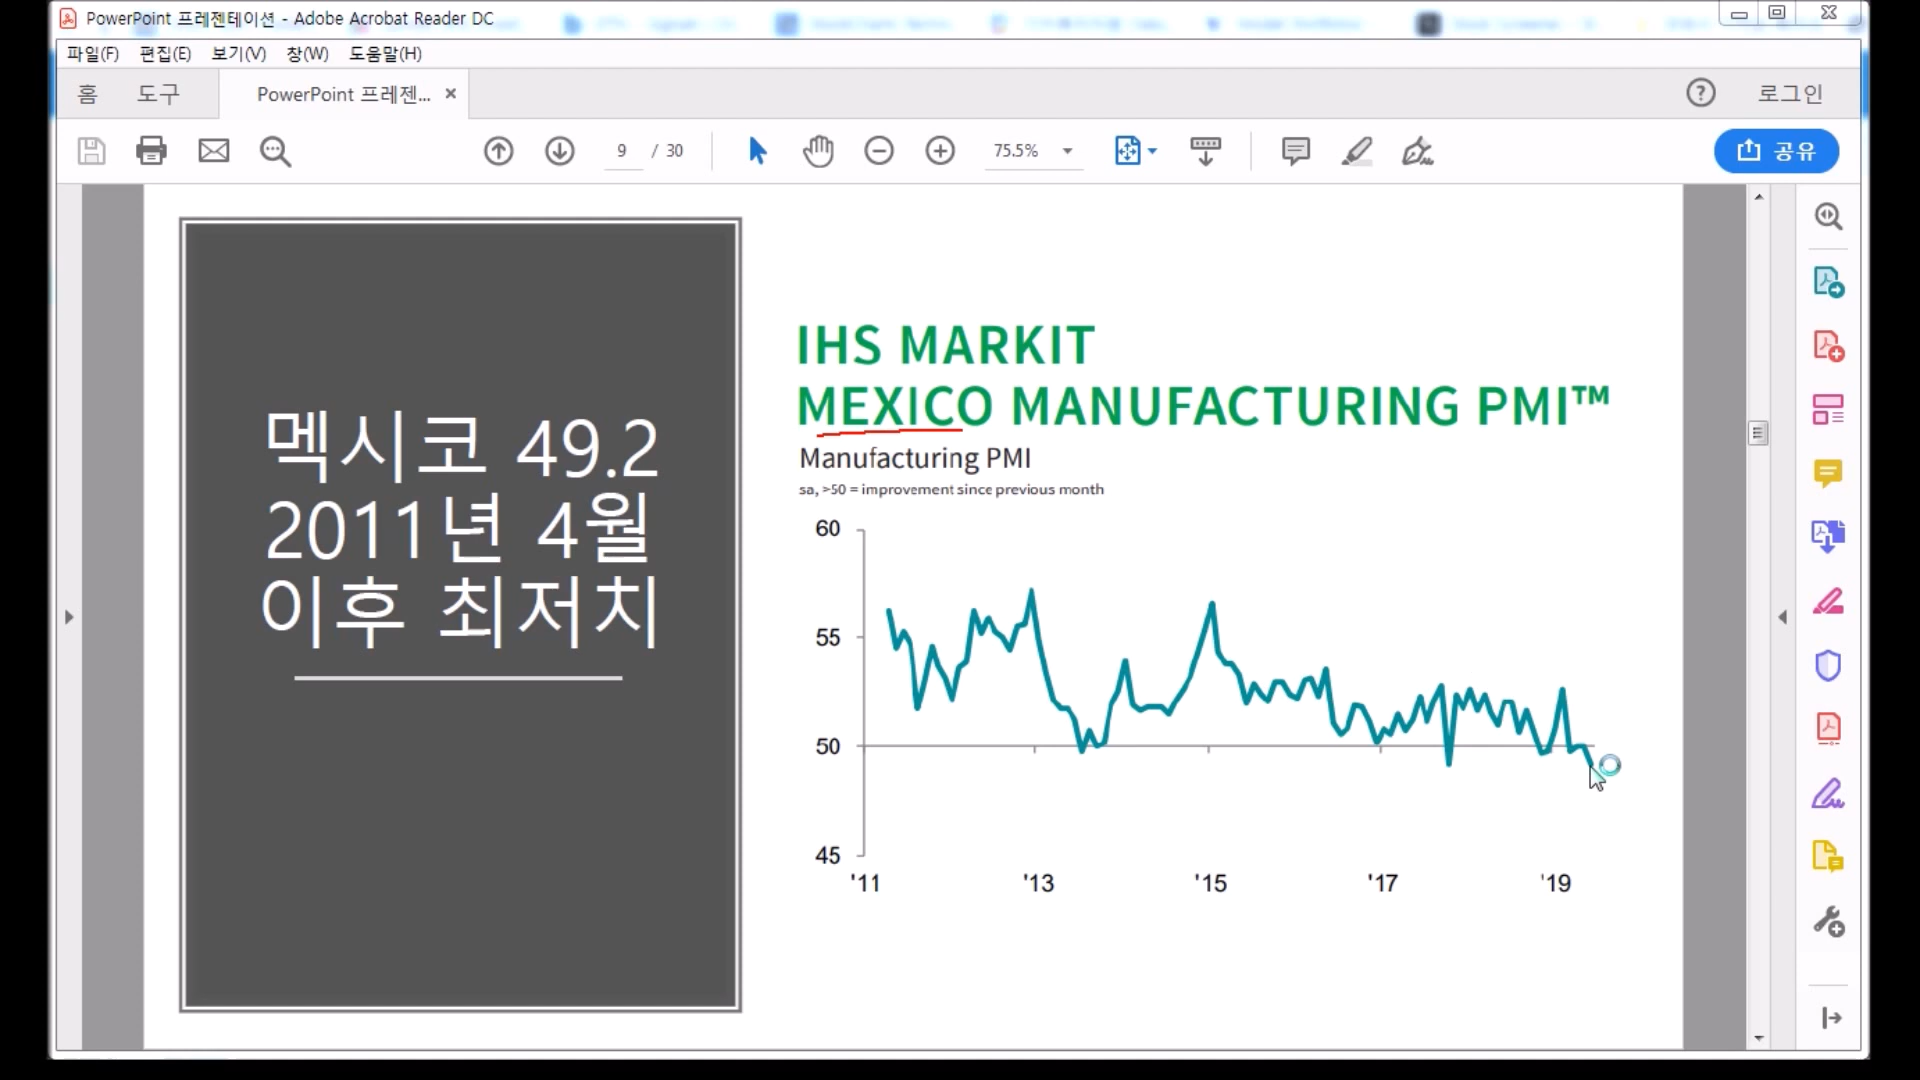 PowerPoint 프레젠테이션 - Adobe Acrobat Reader DC
파일(F) 편집(E) 보기(V) 창(W) 도움말(H)
홈 도구 PowerPoint 프레젠... × 로그인
9 / 30 75.5% 공유
멕시코 49.2
2011년 4월
이후 최저치
IHS MARKIT
MEXICO MANUFACTURING PMI™
Manufacturing PMI
sa, >50 = improvement since previous month
60
55
50
45
'11 '13 '15 '17 '19